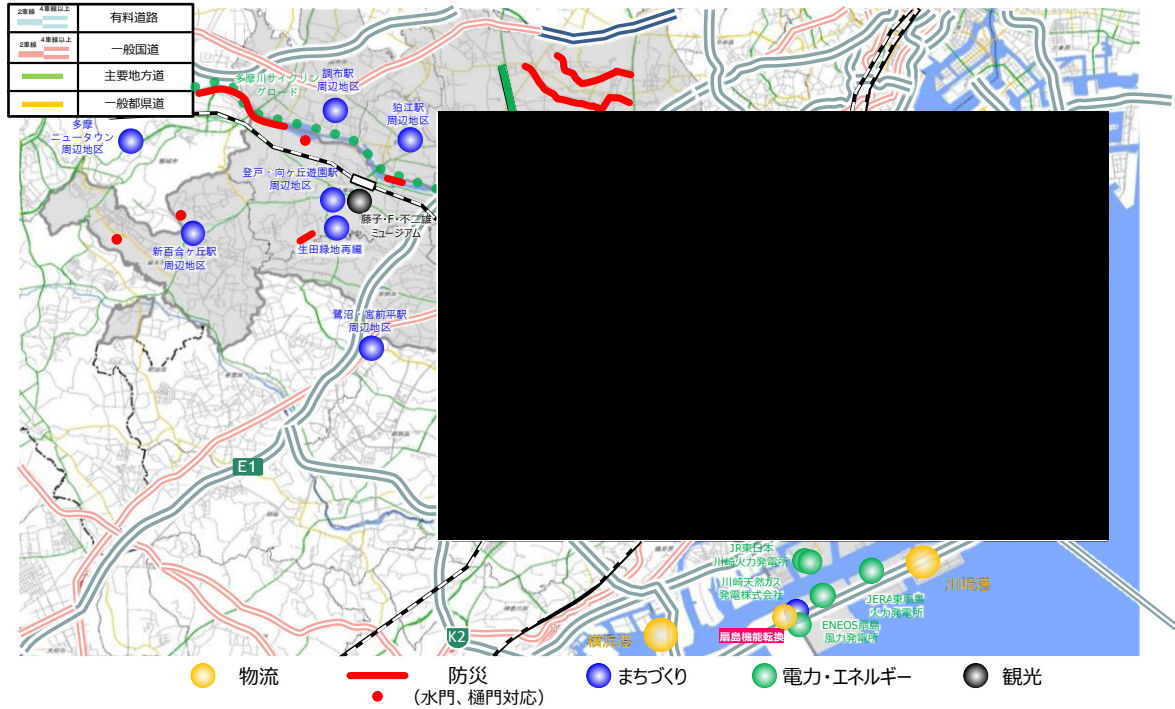 2車線 4車線以上 有料道路
2車線 4車線以上 一般国道
主要地方道
一般都県道
多摩川サイクリン
グロード
調布駅
周辺地区
狛江駅
周辺地区
多摩
ニュータウン
周辺地区
登戸・向ヶ丘遊園駅
周辺地区
藤子・F・不二雄
ミュージアム
生田緑地再編
新百合ヶ丘駅
周辺地区
鷺沼・宮前平駅
周辺地区
E1
K2
JR東日本
川崎火力発電所
川崎天然ガス
発電株式会社
川崎港
JERA東扇島
火力発電所
ENEOS扇島
風力発電所
扇島機能転換
横浜港
物流
防災
(水門、樋門対応)
まちづくり
電力・エネルギー
観光